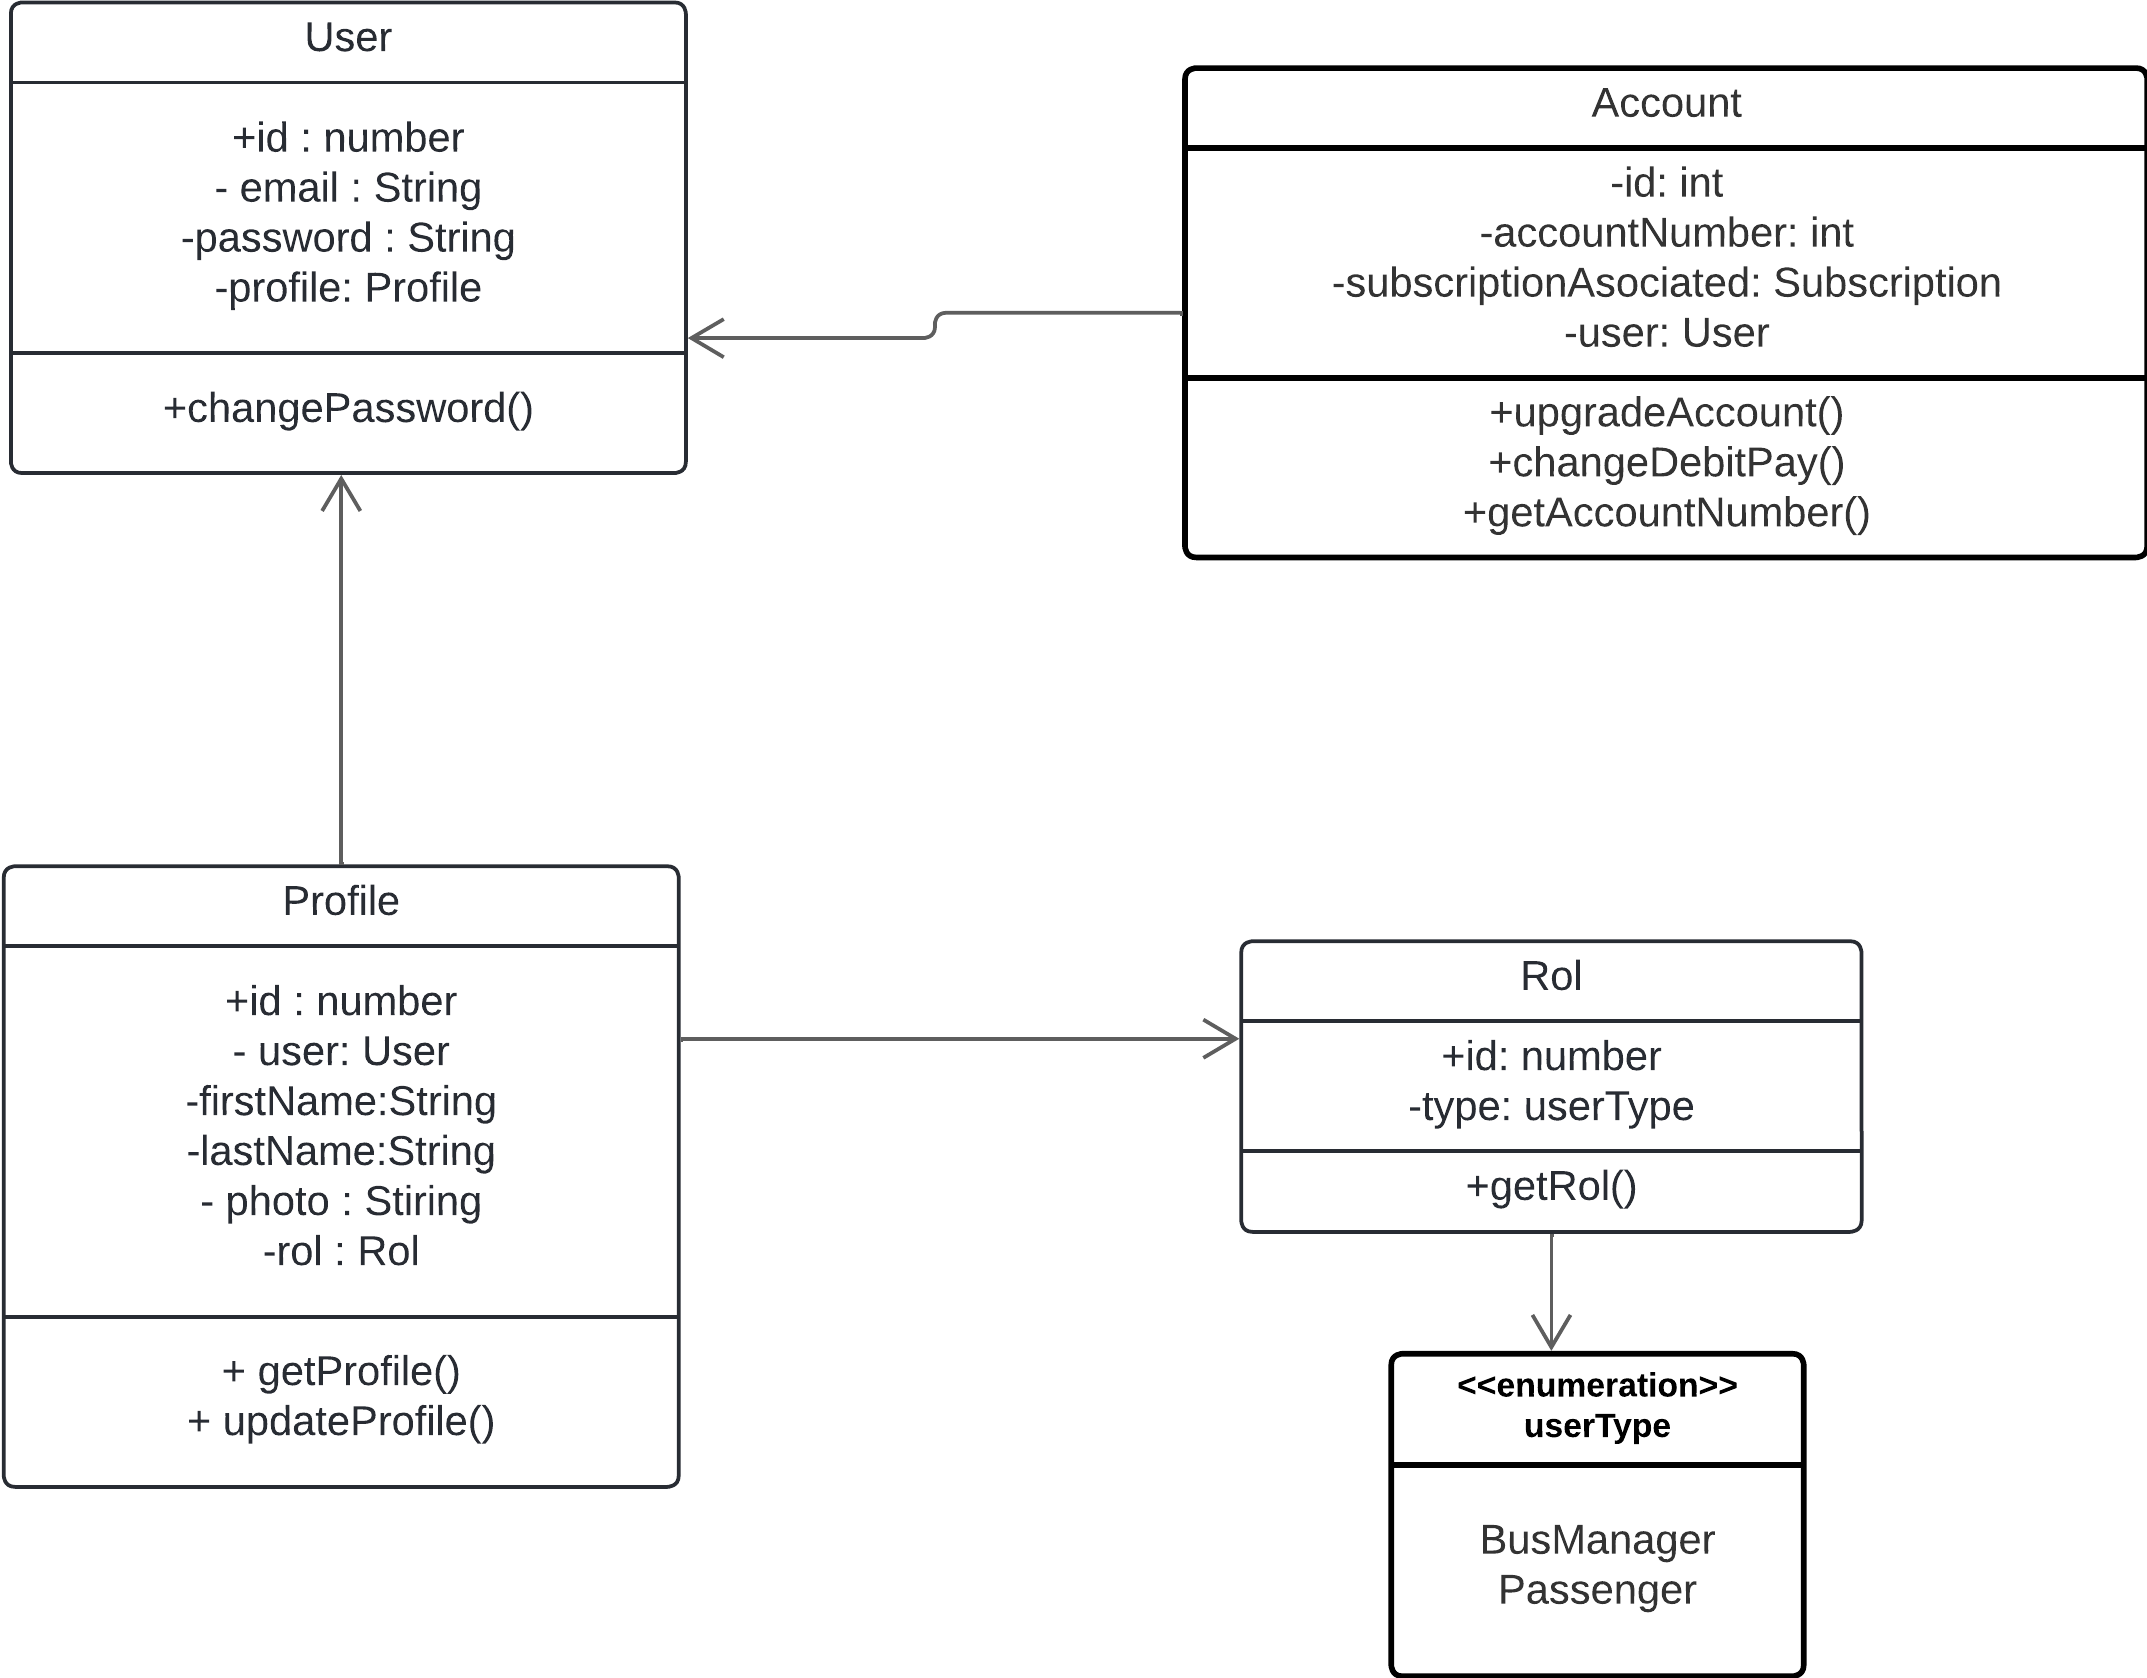 User
+id : number
- email : String
-password : String
-profile: Profile
+changePassword()
Account
-id: int
-accountNumber: int
-subscriptionAsociated: Subscription
-user: User
+upgradeAccount()
+changeDebitPay()
+getAccountNumber()
Profile
+id : number
- user: User
-firstName:String
-lastName:String
- photo : Stiring
-rol : Rol
+ getProfile()
+ updateProfile()
Rol
+id: number
-type: userType
+getRol()
<<enumeration>>
userType
BusManager
Passenger